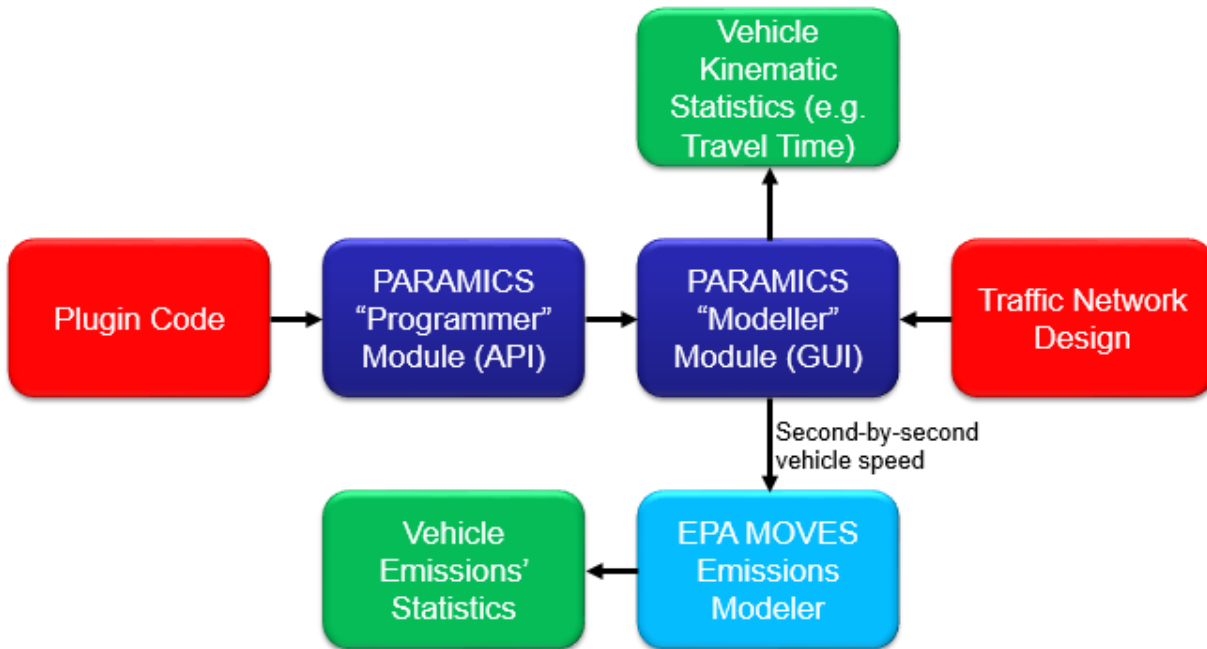 Vehicle
Kinematic
Statistics (e.g.
Travel Time)
Plugin Code
PARAMICS
“Programmer”
Module (API)
PARAMICS
“Modeller”
Module (GUI)
Traffic Network
Design
Second-by-second
vehicle speed
Vehicle
Emissions’
Statistics
EPA MOVES
Emissions
Modeler